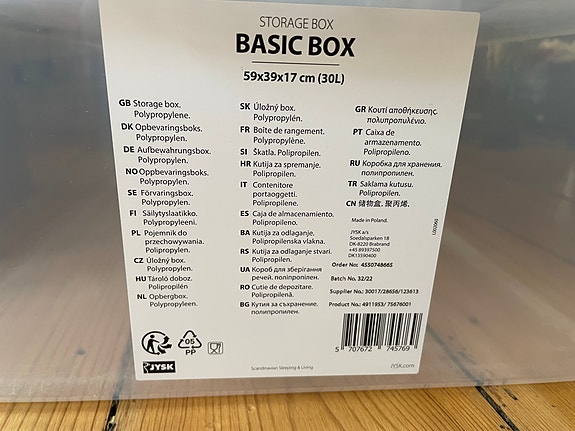 STORAGE BOX
BASIC BOX
59x39x17 cm (30L)
GB Storage box.
Polypropylene.
DK Opbevaringsboks.
Polypropylen.
DE Aufbewahrungsbox.
Polypropylen.
NO Oppbevaringsboks.
Polypropylen.
SE Förvaringsbox.
Polypropylen.
FI Säilytyslaatikko.
Polypropyleeni.
PL Pojemnik do
przechowywania.
Polipropylen.
CZ Úložný box.
Polypropylen.
HU Tároló doboz.
Polipropilén
NL Opbergbox.
Polypropyleen.
SK Úložný box.
Polypropylén.
FR Boîte de rangement.
Polypropylène.
SI Škatla. Polipropilen.
HR Kutija za spremanje.
Polipropilen.
IT Contenitore
portaoggetti.
Polipropilene.
ES Caja de almacenamiento.
Polipropileno.
BA Kutija za odlaganje.
Polipropilenska vlakna.
RS Kutija za odlaganje stvari.
Polipropilen.
UA Короб для зберігання
речей. поліпропілен.
RO Cutie de depozitare.
Polipropilenă.
BG Кутия за съхранение.
полипропилен.
GR Κουτί αποθήκευσης.
πολυπροπυλένιο.
PT Caixa de
armazenamento.
Polipropileno.
RU Коробка для хранения.
полипропилен.
TR Saklama kutusu.
Polipropilen.
CN 储物盒. 聚丙烯.
Made in Poland.
JYSK a/s
Soedalsparken 18
DK-8220 Brabrand
+45 89397500
DK13590400
Order No: 4550748665
Batch No: 32/22
Supplier No.: 30017/28656/123613
Product No.: 4911953/ 75676001
5 707672 745769
05
PP
JYSK
Scandinavian Sleeping & Living
JYSK.com